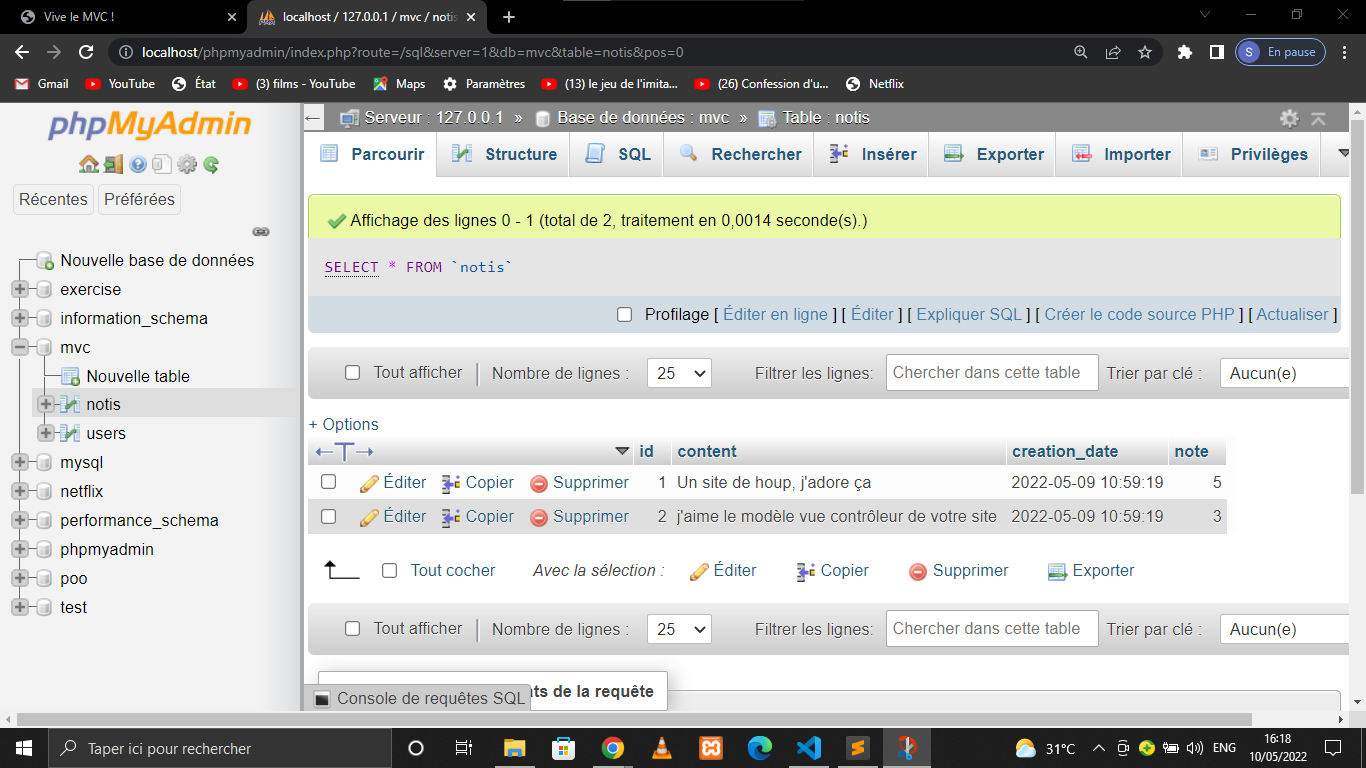 Vive le MVC !
localhost / 127.0.0.1 / mvc / notis
localhost/phpmyadmin/index.php?route=/sql&server=1&db=mvc&table=notis&pos=0
S En pause
Gmail YouTube État (3) films - YouTube Maps Paramètres (13) le jeu de l'imita... (26) Confession d'u... Netflix
phpMyAdmin
Récentes Préférées
Nouvelle base de données
exercise
information_schema
mvc
Nouvelle table
notis
users
mysql
netflix
performance_schema
phpmyadmin
poo
test
Serveur : 127.0.0.1 » Base de données : mvc » Table : notis
Parcourir Structure SQL Rechercher Insérer Exporter Importer Privilèges
Affichage des lignes 0 - 1 (total de 2, traitement en 0,0014 seconde(s).)
SELECT * FROM `notis`
Profilage [ Éditer en ligne ] [ Éditer ] [ Expliquer SQL ] [ Créer le code source PHP ] [ Actualiser ]
Tout afficher Nombre de lignes : 25 Filtrer les lignes: Chercher dans cette table Trier par clé : Aucun(e)
+ Options
id content creation_date note
Éditer Copier Supprimer 1 Un site de houp, j'adore ça 2022-05-09 10:59:19 5
Éditer Copier Supprimer 2 j'aime le modèle vue contrôleur de votre site 2022-05-09 10:59:19 3
Tout cocher Avec la sélection : Éditer Copier Supprimer Exporter
Tout afficher Nombre de lignes : 25 Filtrer les lignes: Chercher dans cette table Trier par clé : Aucun(e)
de la requête
Console de requêtes SQL
Taper ici pour rechercher
31°C ENG 16:18
10/05/2022